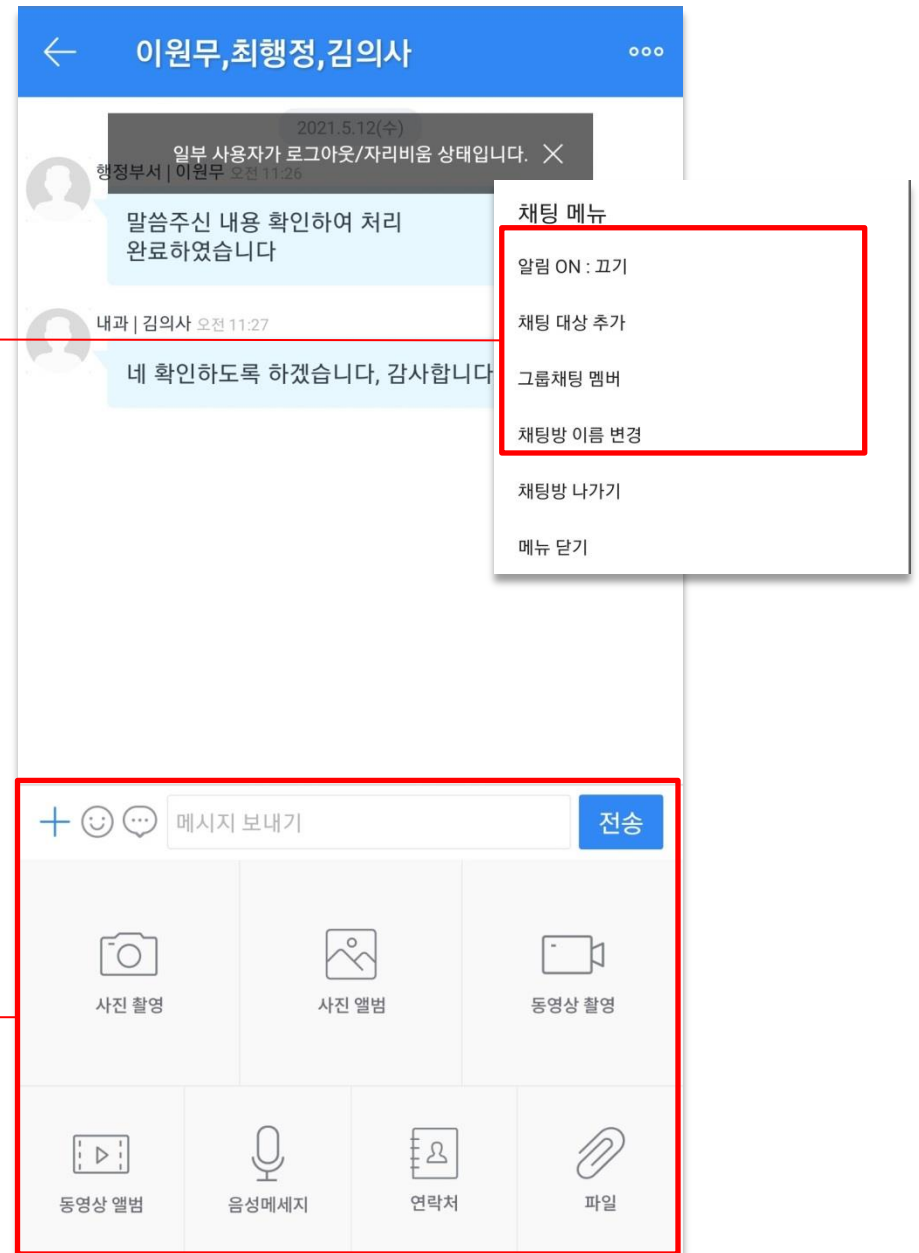 이원무,최행정,김의사
2021.5.12(수)
일부 사용자가 로그아웃/자리비움 상태입니다.
행정부서 | 이원무 오전 11:26
말씀주신 내용 확인하여 처리
완료하였습니다
내과 | 김의사 오전 11:27
네 확인하도록 하겠습니다, 감사합니다
채팅 메뉴
알림 ON : 끄기
채팅 대상 추가
그룹채팅 멤버
채팅방 이름 변경
채팅방 나가기
메뉴 닫기
메시지 보내기
전송
사진 촬영
사진 앨범
동영상 촬영
동영상 앨범
음성메세지
연락처
파일